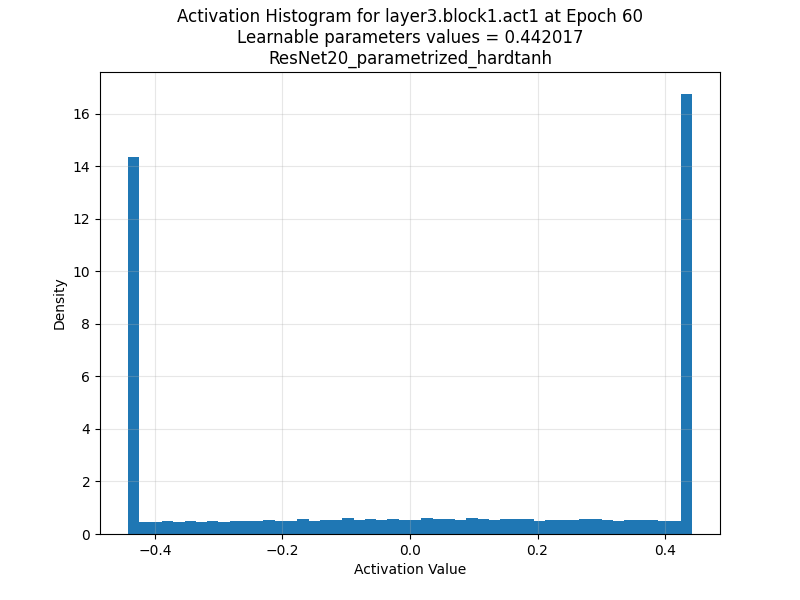 Activation Histogram for layer3.block1.act1 at Epoch 60
Learnable parameters values = 0.442017
ResNet20_parametrized_hardtanh
16
14
12
10
8
6
4
2
0
Density
−0.4 −0.2 0.0 0.2 0.4
Activation Value